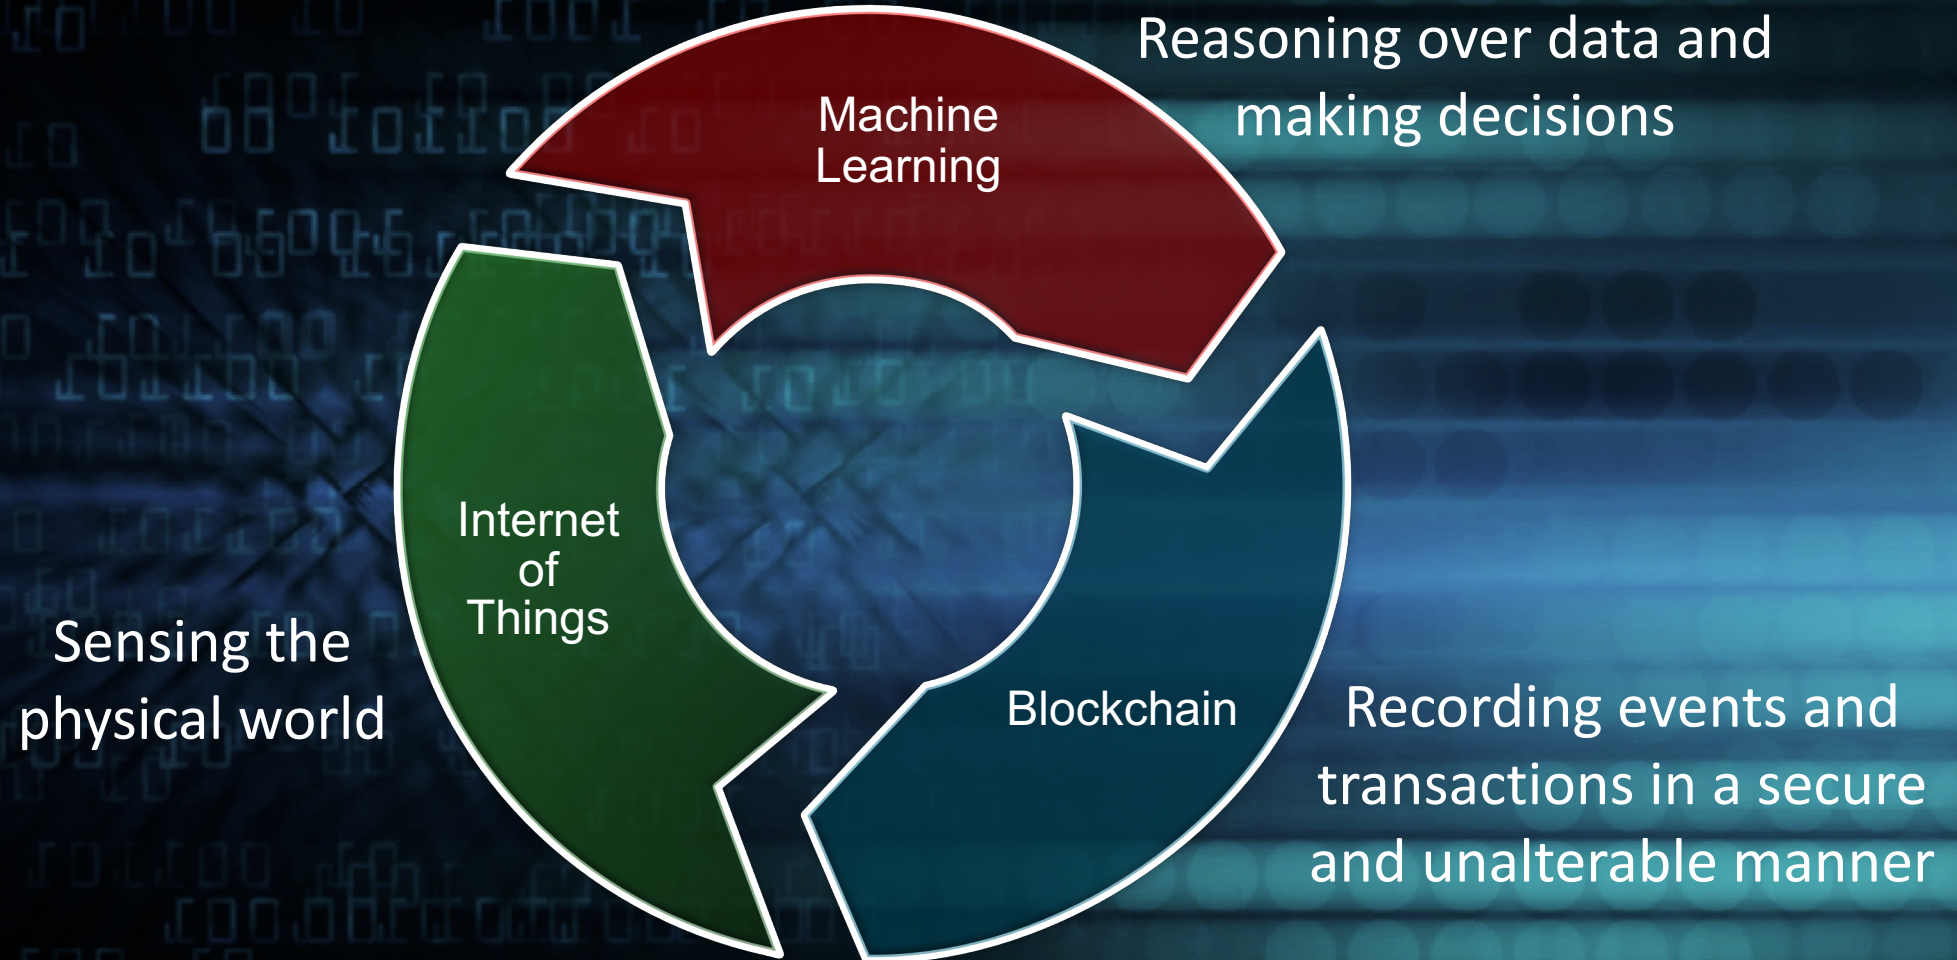 Reasoning over data and
making decisions
Machine
Learning
Internet
of
Things
Sensing the
physical world
Blockchain
Recording events and
transactions in a secure
and unalterable manner